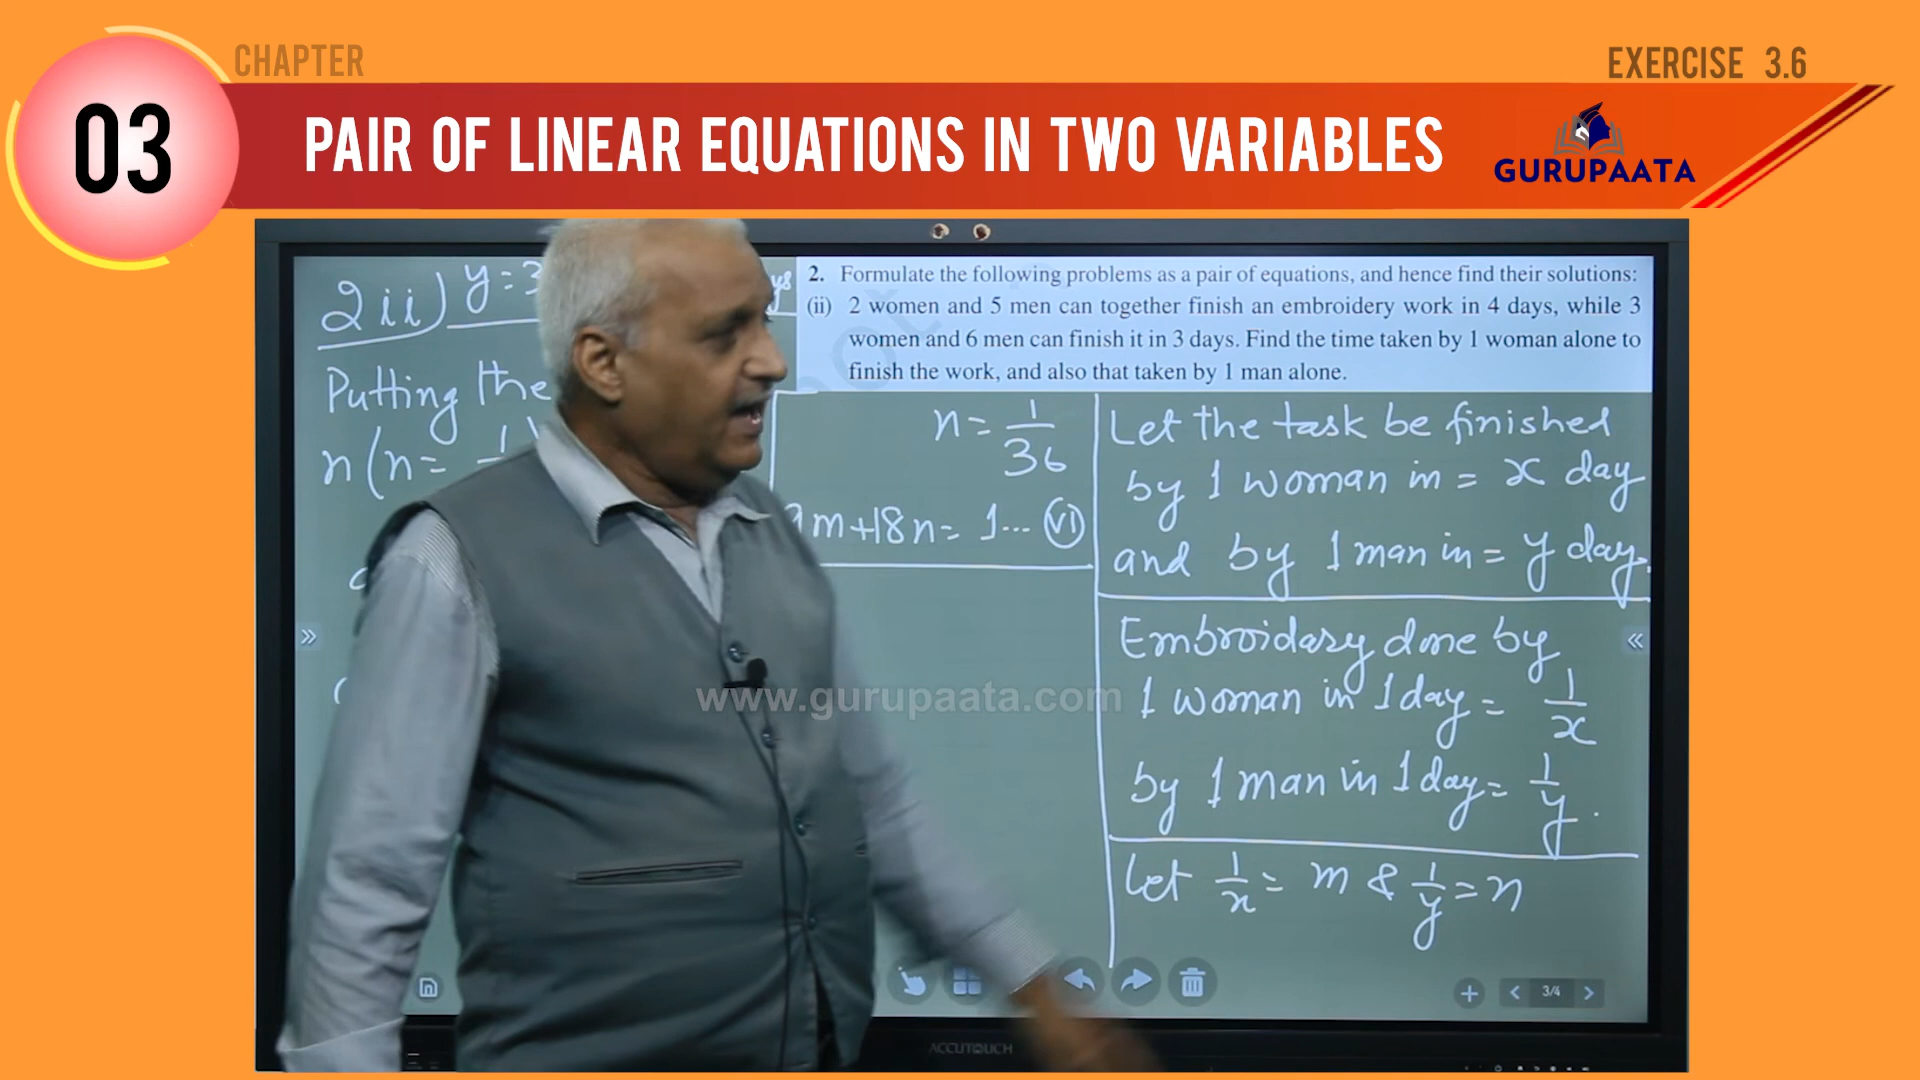 CHAPTER
EXERCISE 3.6
03
PAIR OF LINEAR EQUATIONS IN TWO VARIABLES
GURUPAATA
2ii) y=3
Putting the
n(n=
2. Formulate the following problems as a pair of equations, and hence find their solutions:
(ii) 2 women and 5 men can together finish an embroidery work in 4 days, while 3
women and 6 men can finish it in 3 days. Find the time taken by 1 woman alone to
finish the work, and also that taken by 1 man alone.
n= 1/36
m+18n= 1... VI
Let the task be finished
by 1 woman in = x day
and by 1 man in = y day.
Embroidary done by
1 woman in 1 day = 1/x
by 1 man in 1 day = 1/y.
Let 1/x = m & 1/y = n
www.gurupaata.com
3/4
ACCUTOUCH